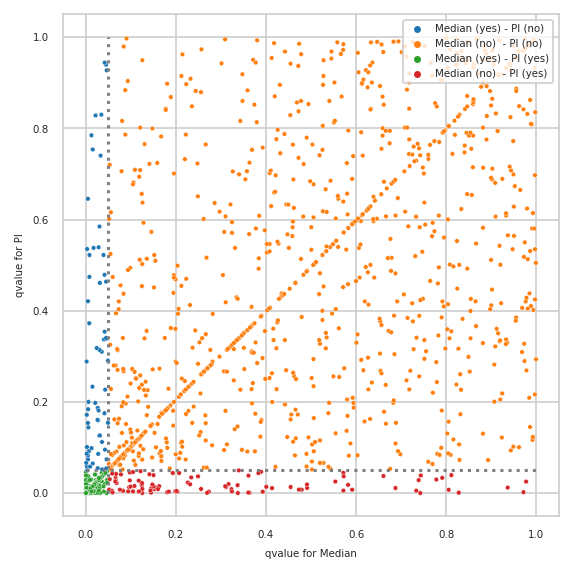 Median (yes) - PI (no)
Median (no) - PI (no)
Median (yes) - PI (yes)
Median (no) - PI (yes)
1.0
0.8
0.6
0.4
0.2
0.0
qvalue for PI
0.0 0.2 0.4 0.6 0.8 1.0
qvalue for Median